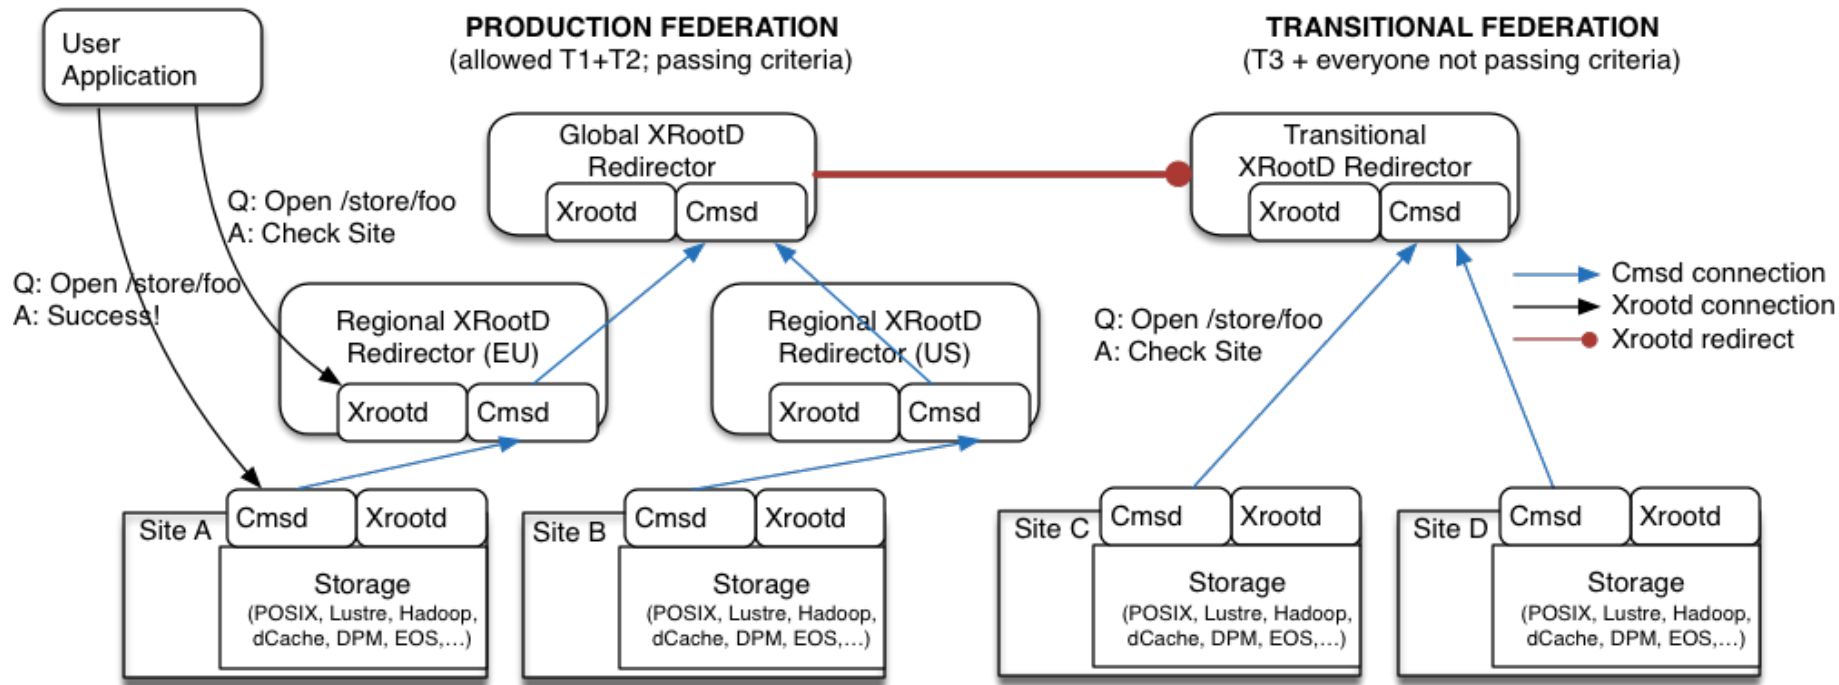 User
Application
PRODUCTION FEDERATION
(allowed T1+T2; passing criteria)
TRANSITIONAL FEDERATION
(T3 + everyone not passing criteria)
Global XRootD
Redirector
Xrootd
Cmsd
Transitional
XRootD Redirector
Xrootd
Cmsd
Q: Open /store/foo
A: Check Site
Q: Open /store/foo
A: Success!
Regional XRootD
Redirector (EU)
Xrootd
Cmsd
Regional XRootD
Redirector (US)
Xrootd
Cmsd
Q: Open /store/foo
A: Check Site
Cmsd connection
Xrootd connection
Xrootd redirect
Site A
Cmsd
Xrootd
Storage
(POSIX, Lustre, Hadoop,
dCache, DPM, EOS,...)
Site B
Cmsd
Xrootd
Storage
(POSIX, Lustre, Hadoop,
dCache, DPM, EOS,...)
Site C
Cmsd
Xrootd
Storage
(POSIX, Lustre, Hadoop,
dCache, DPM, EOS,...)
Site D
Cmsd
Xrootd
Storage
(POSIX, Lustre, Hadoop,
dCache, DPM, EOS,...)